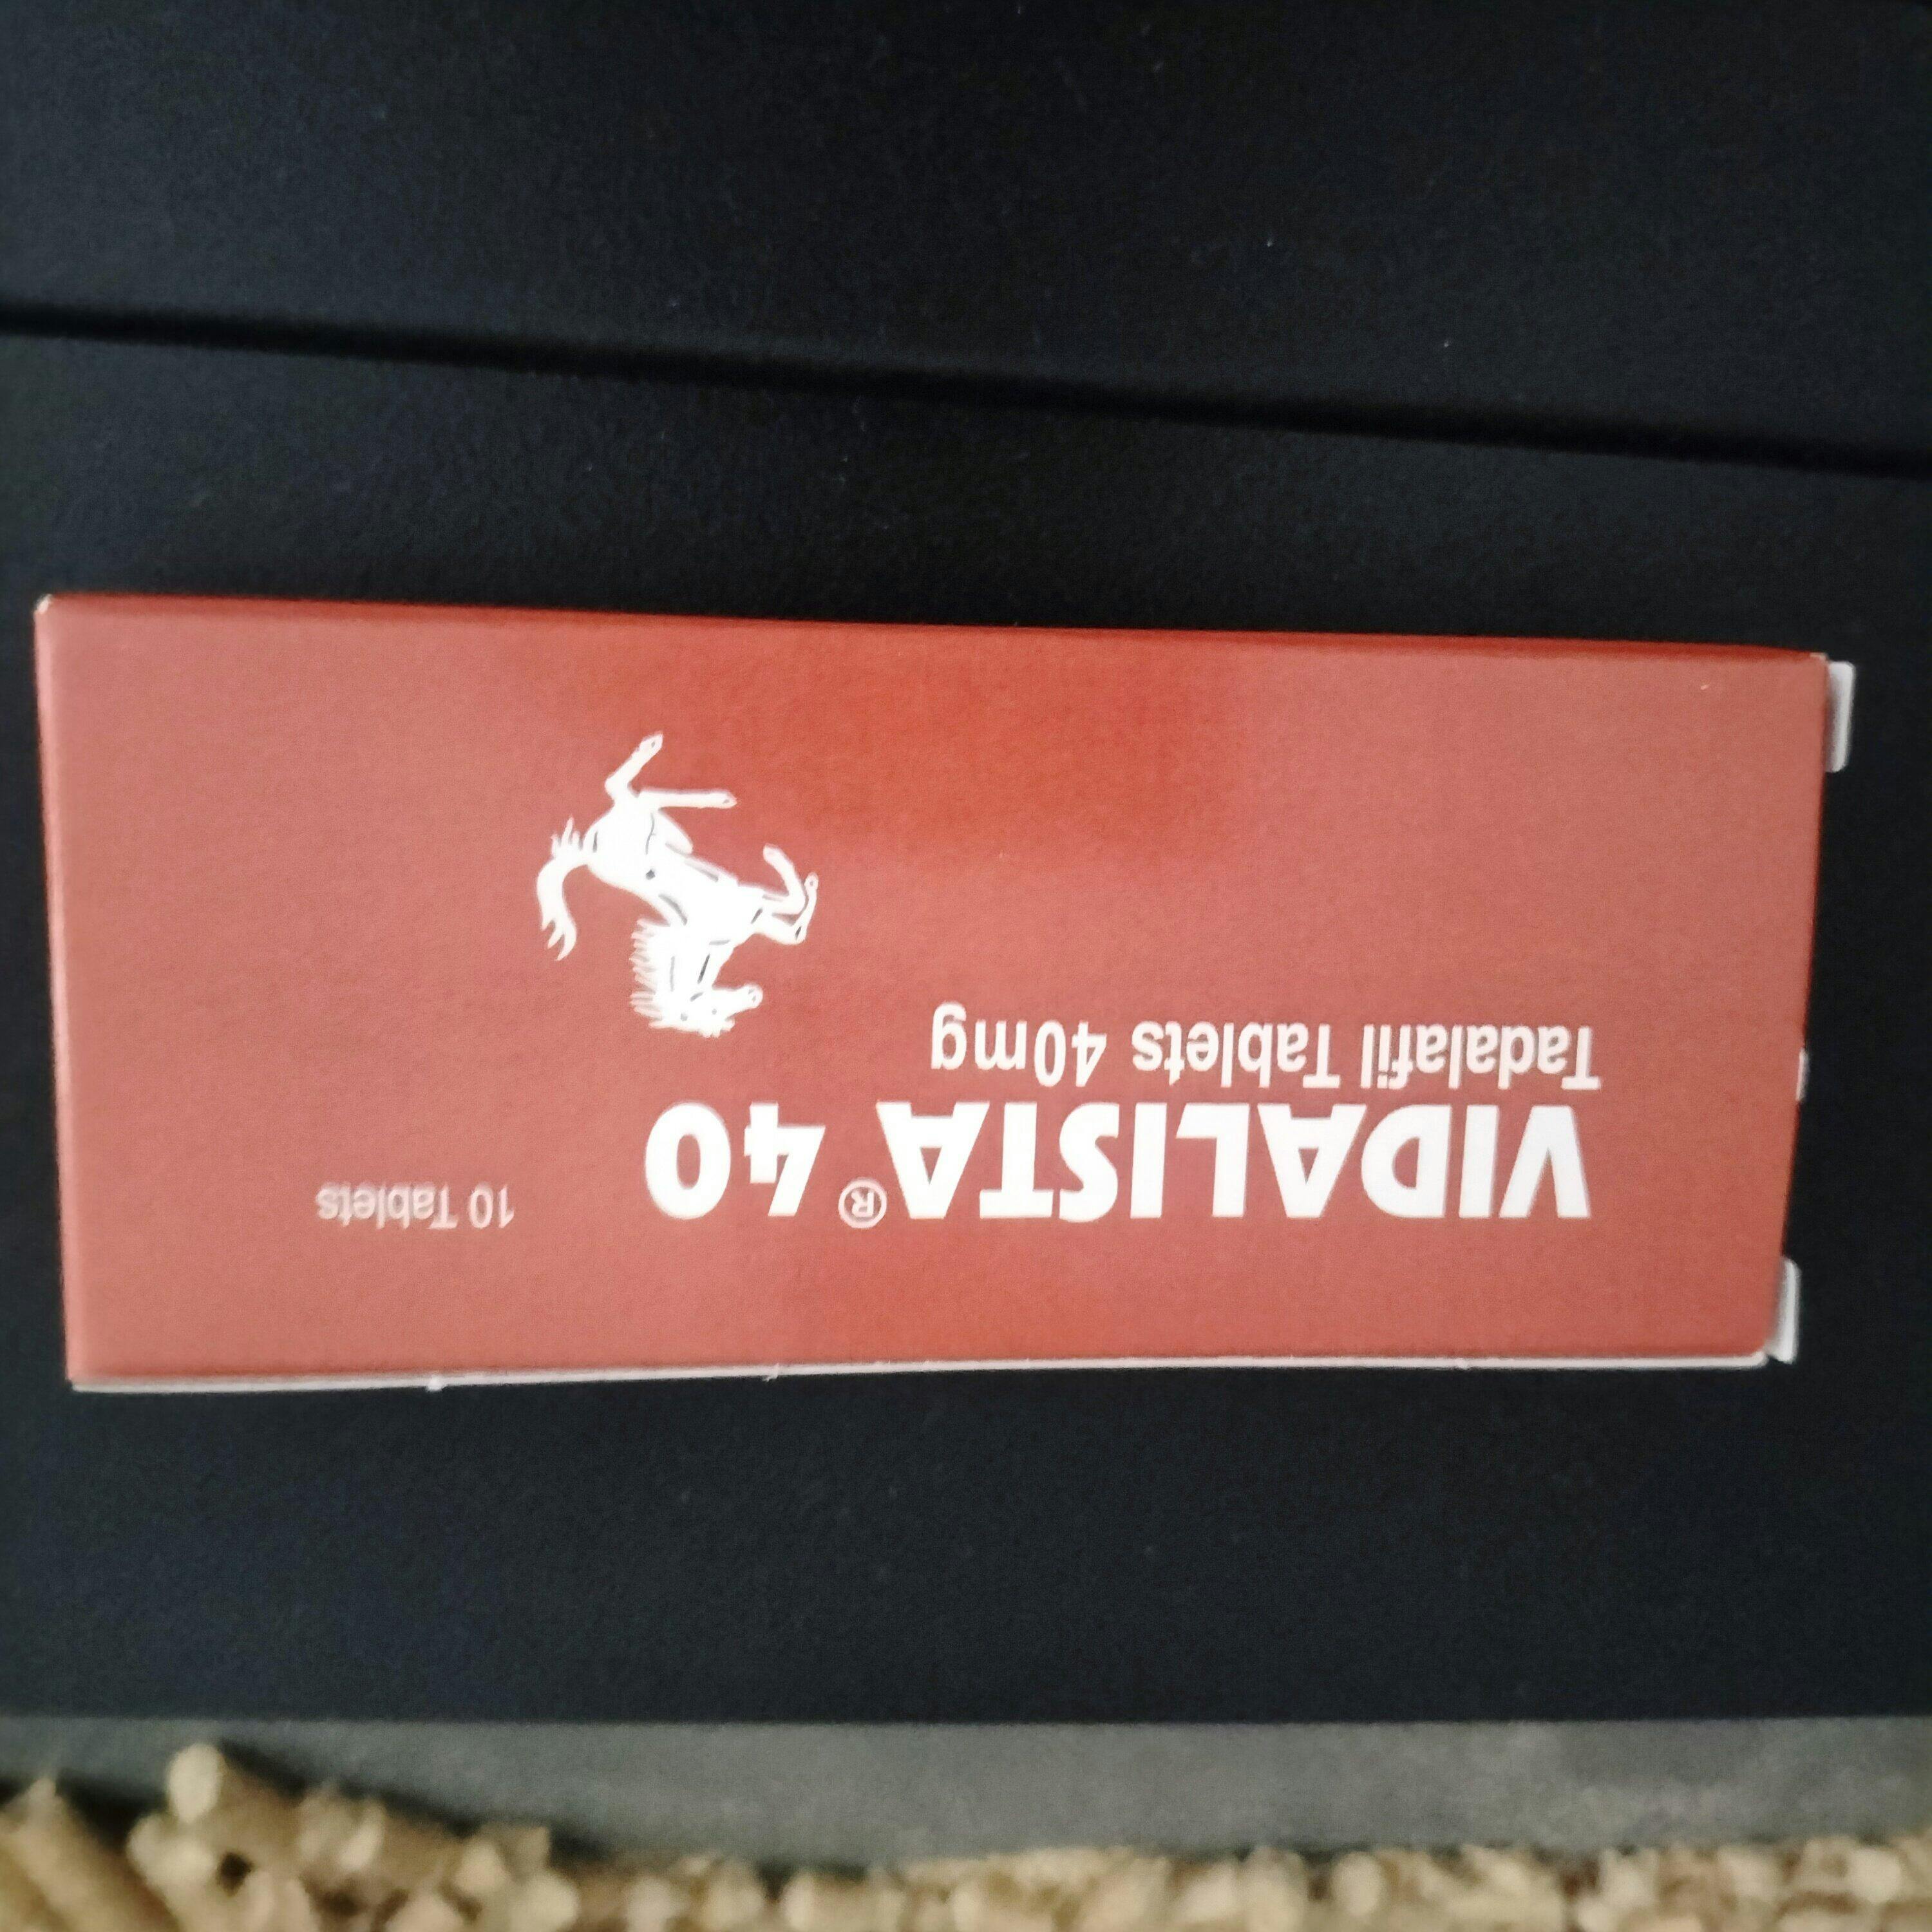 VIDALISTA® 40
Tadalafil Tablets 40mg
10 Tablets